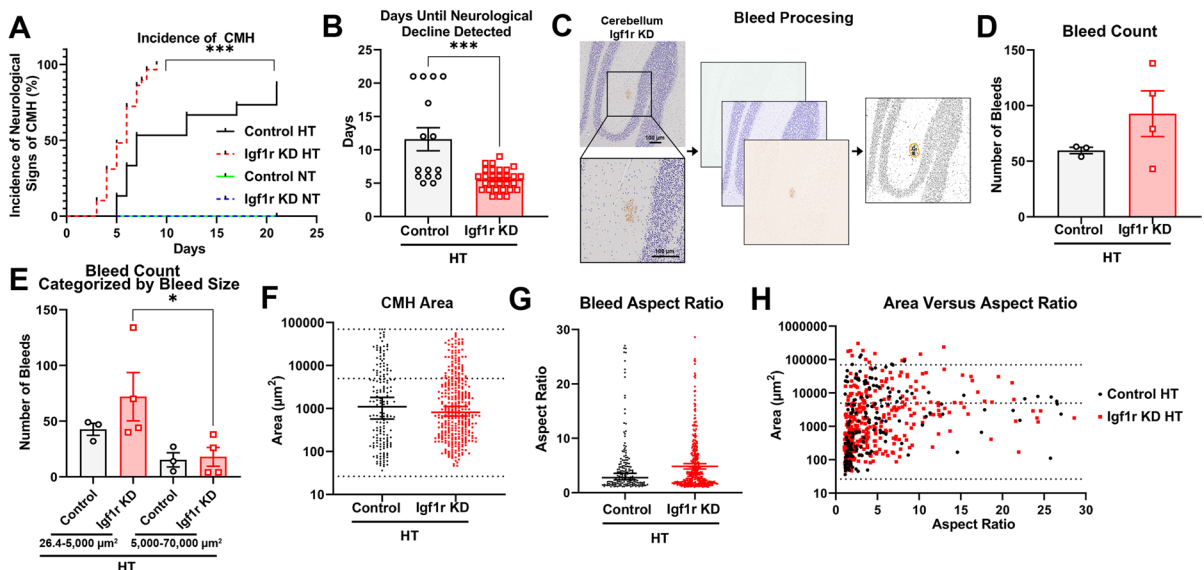 A
Incidence of CMH
***
Incidence of Neurological
Signs of CMH (%)
100
80
60
40
20
0
Control HT
Igf1r KD HT
Control NT
Igf1r KD NT
0 5 10 15 20 25
Days
B
Days Until Neurological
Decline Detected
***
Days
25
20
15
10
5
0
Control Igf1r KD
HT
C
Cerebellum
Igf1r KD
Bleed Procesing
100 µm
100 µm
D
Bleed Count
Number of Bleeds
150
100
50
0
Control Igf1r KD
HT
E
Bleed Count
Categorized by Bleed Size
*
Number of Bleeds
150
100
50
0
Control Igf1r KD Control Igf1r KD
26.4-5,000 µm² 5,000-70,000 µm²
HT
F
CMH Area
Area (µm²)
100000
10000
1000
100
10
Control Igf1r KD
HT
G
Bleed Aspect Ratio
Aspect Ratio
30
20
10
0
Control Igf1r KD
HT
H
Area Versus Aspect Ratio
Area (µm²)
1000000
100000
10000
1000
100
10
0 5 10 15 20 25 30
Aspect Ratio
Control HT
Igf1r KD HT